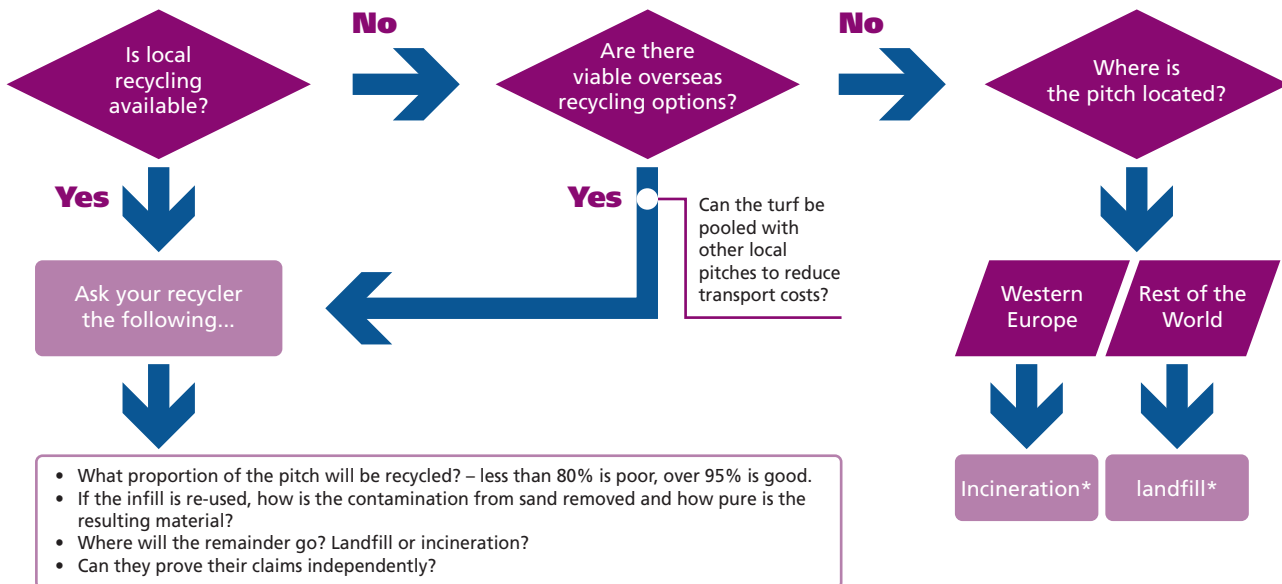 Is local
recycling
available?
No
Are there
viable overseas
recycling options?
No
Where is
the pitch located?
Yes
Yes
Can the turf be
pooled with
other local
pitches to reduce
transport costs?
Ask your recycler
the following...
Western
Europe
Rest of the
World
Incineration*
landfill*
• What proportion of the pitch will be recycled? – less than 80% is poor, over 95% is good.
• If the infill is re-used, how is the contamination from sand removed and how pure is the
resulting material?
• Where will the remainder go? Landfill or incineration?
• Can they prove their claims independently?